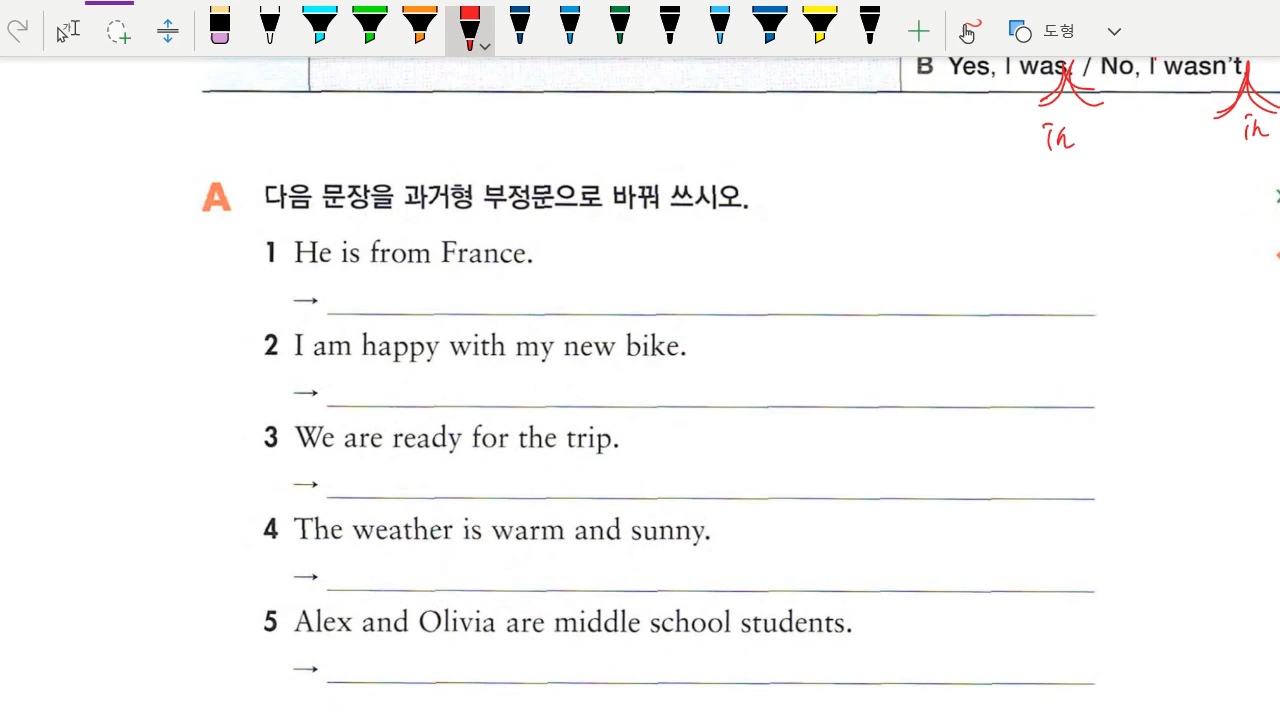 도형
B Yes, I was. / No, I wasn't.
in in
A 다음 문장을 과거형 부정문으로 바꿔 쓰시오.
1 He is from France.
→
2 I am happy with my new bike.
→
3 We are ready for the trip.
→
4 The weather is warm and sunny.
→
5 Alex and Olivia are middle school students.
→